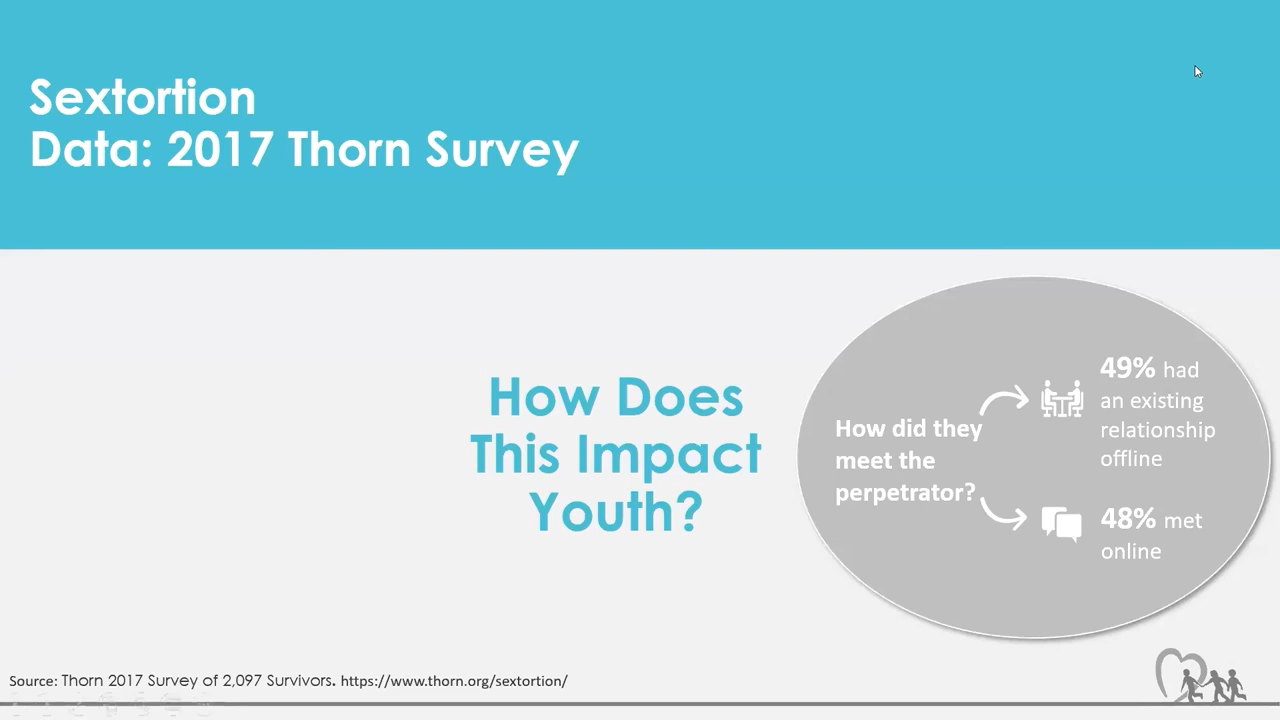 Sextortion
Data: 2017 Thorn Survey
How Does
This Impact
Youth?
How did they
meet the
perpetrator?
49% had
an existing
relationship
offline
48% met
online
Source: Thorn 2017 Survey of 2,097 Survivors. https://www.thorn.org/sextortion/